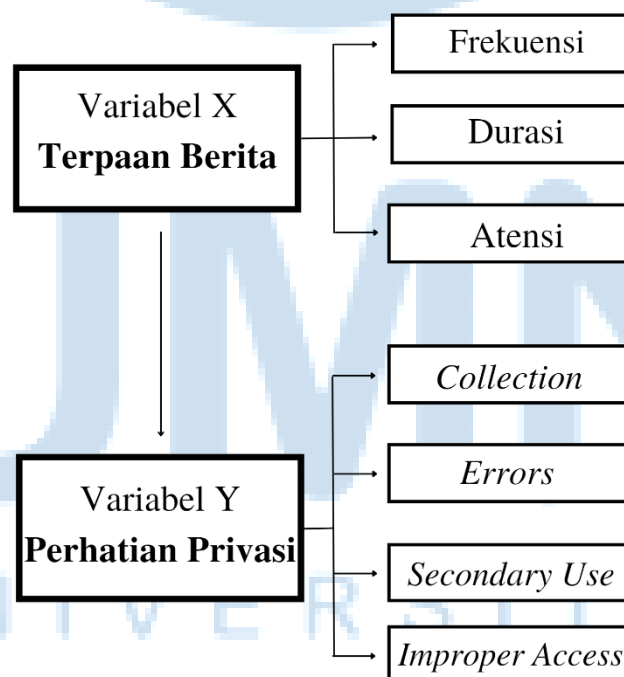 Variabel X
Terpaan Berita
Frekuensi
Durasi
Atensi
Variabel Y
Perhatian Privasi
Collection
Errors
Secondary Use
Improper Access